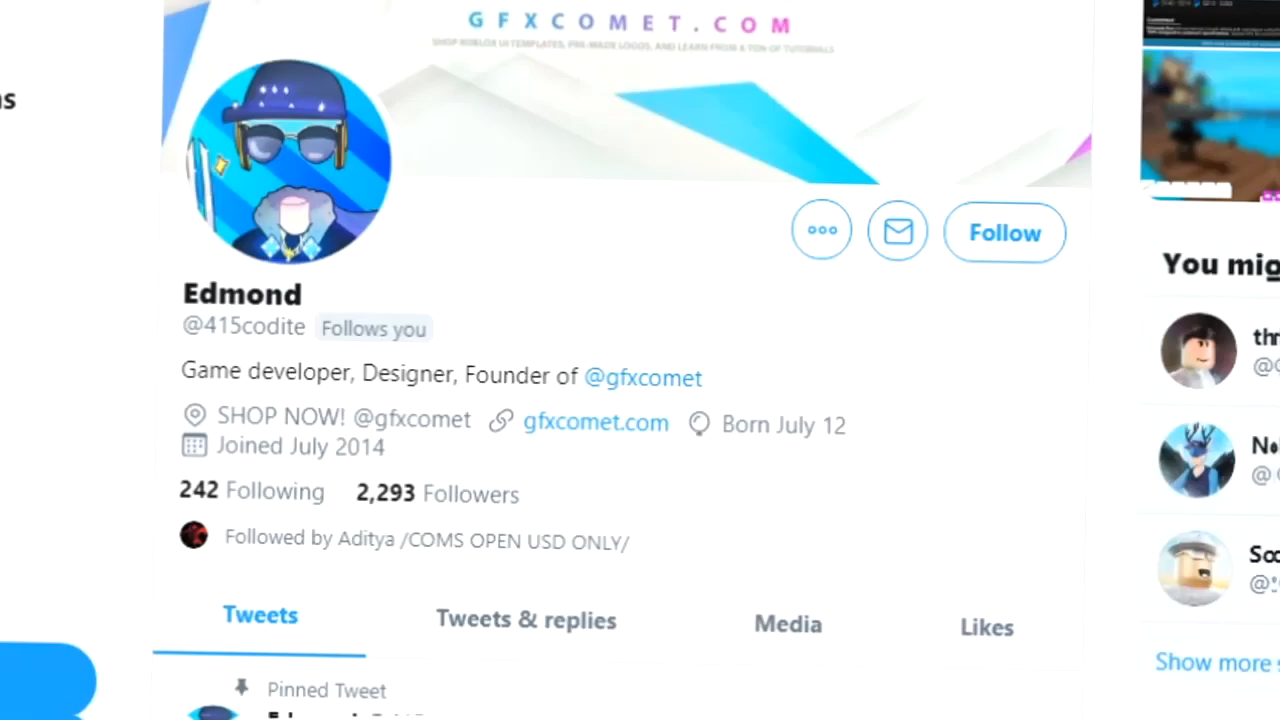 GFXCOMET.COM
SHOP ROBLOX UI TEMPLATES, PRE-MADE LOGOS, AND LEARN FROM A TON OF TUTORIALS
Edmond
@415codite Follows you
Game developer, Designer, Founder of @gfxcomet
SHOP NOW! @gfxcomet gfxcomet.com Born July 12
Joined July 2014
242 Following 2,293 Followers
Followed by Aditya /COMS OPEN USD ONLY/
Follow
Tweets Tweets & replies Media Likes
Pinned Tweet
You mig
thr
Soo
Show more s